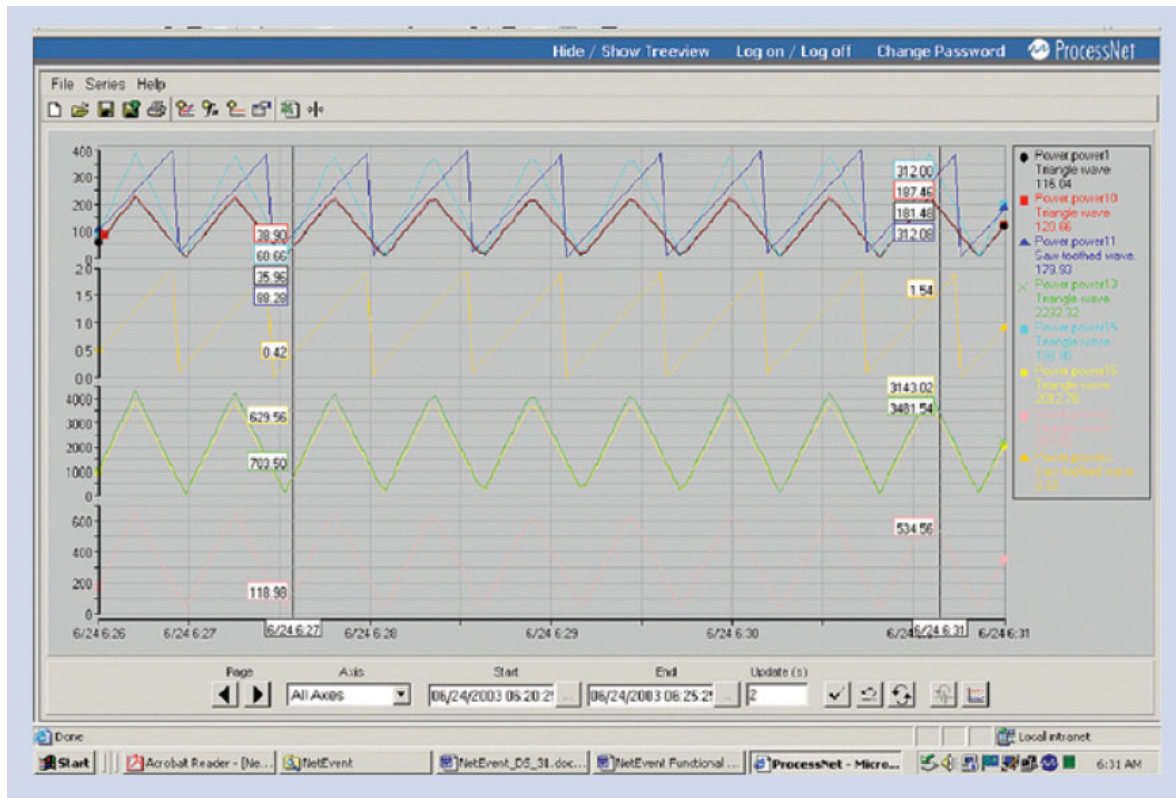 Hide / Show Treeview Log on / Log off Change Password ProcessNet
File Series Help
400
300
200
100
0
2.0
1.5
1.0
0.5
0.0
4000
3000
2000
1000
0
600
400
200
0
38.90
60.66
35.96
88.28
0.42
629.56
703.50
118.98
312.00
187.46
181.48
312.08
1.54
3143.02
3481.54
534.56
Power.power1
Triangle wave
116.04
Power.power10
Triangle wave
120.66
Power.power11
Saw-toothed wave
179.93
Power.power13
Triangle wave
2232.32
Power.power15
Triangle wave
Triangle wave
Saw-toothed wave
6/24 6:26 6/24 6:27 6/24 6:27 6/24 6:28 6/24 6:29 6/24 6:30 6/24 6:31 6/24 6:31
Page Axis Start End Update (s)
All Axes 06/24/2003 06:20:2 ... 06/24/2003 06:25:2 ... 2
Done Local intranet
Start Acrobat Reader - [Ne... NetEvent NetEvent_DS_31.doc... NetEvent Functional ... ProcessNet - Micro... 6:31 AM